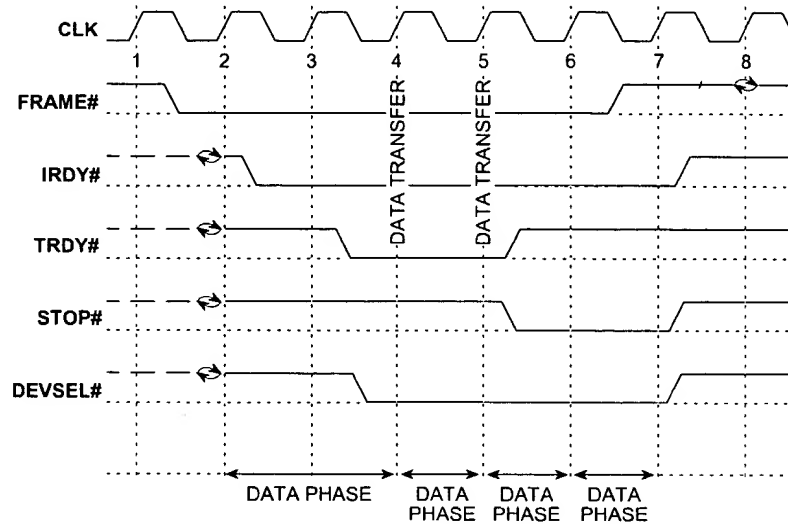 CLK
1 2 3 4 5 6 7 8
FRAME#
DATA TRANSFER
DATA TRANSFER
IRDY#
TRDY#
STOP#
DEVSEL#
DATA PHASE
DATA PHASE
DATA PHASE
DATA PHASE